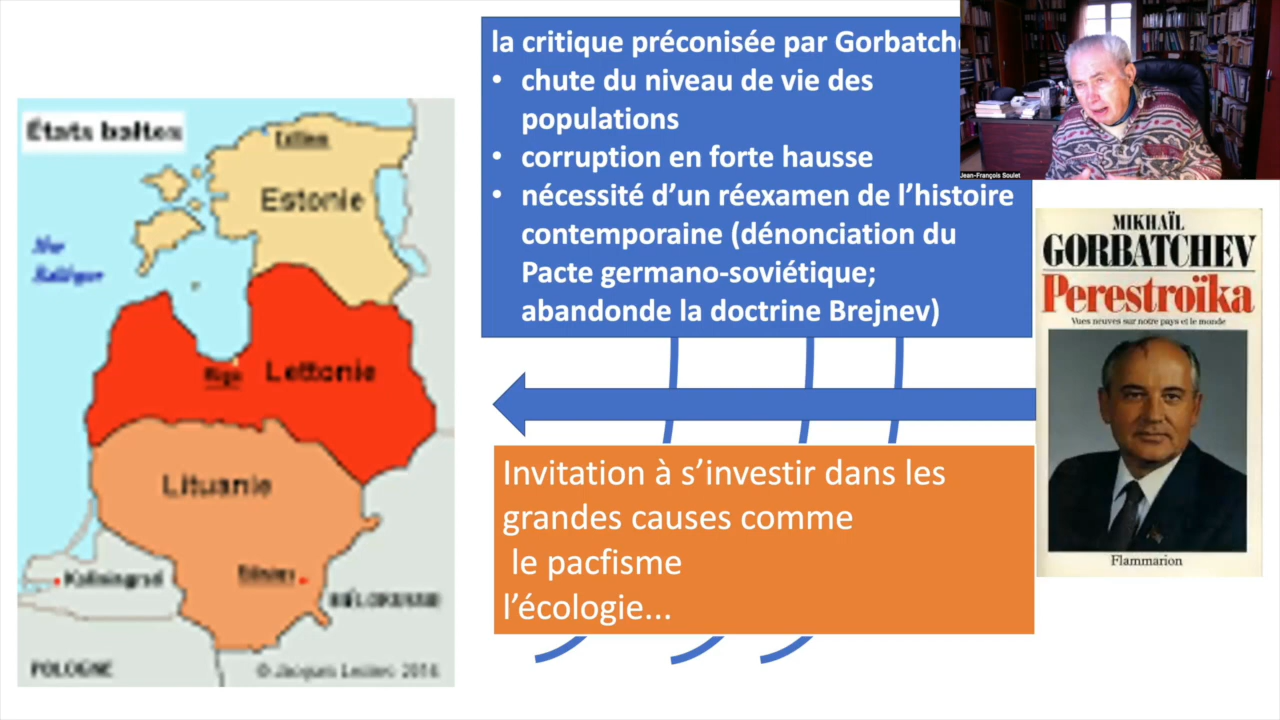 la critique préconisée par Gorbatch
• chute du niveau de vie des
populations
• corruption en forte hausse
• nécessité d’un réexamen de l’histoire
contemporaine (dénonciation du
Pacte germano-soviétique;
abandonde la doctrine Brejnev)
Jean-François Soulet
États baltes
Estonie
Mer
Baltique
Riga
Lettonie
Lituanie
Kaliningrad
Vilnius
BÉLORUSSIE
POLOGNE
© Jacques Leclerc 2016
MIKHAÏL
GORBATCHEV
Perestroïka
Vues neuves sur notre pays et le monde
Flammarion
Invitation à s’investir dans les
grandes causes comme
le pacfisme
l’écologie...